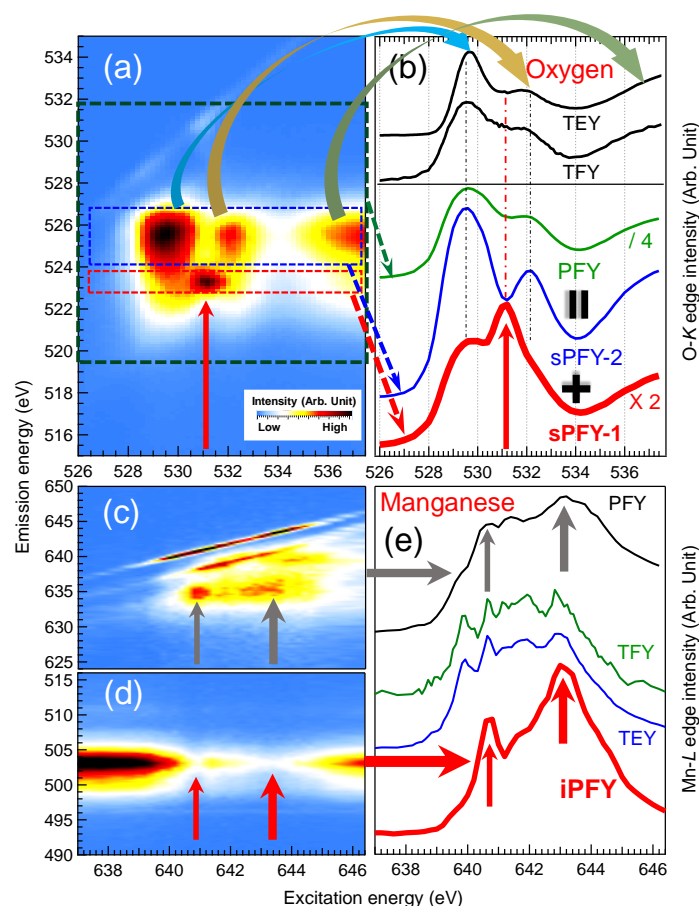 (a)
(b) Oxygen
535
534
532
530
528
526
524
522
520
518
516
TEY
TFY
/ 4
PFY
=
sPFY-2
+
X 2
sPFY-1
Intensity (Arb. Unit)
Low High
526 528 530 532 534 536
526 528 530 532 534 536
Emission energy (eV)
O-K edge intensity (Arb. Unit)
650
645
640
635
630
624
(c)
Manganese
(e)
PFY
TFY
TEY
iPFY
515
510
505
500
495
490
(d)
638 640 642 644 646
638 640 642 644 646
Excitation energy (eV)
Mn-L edge intensity (Arb. Unit)